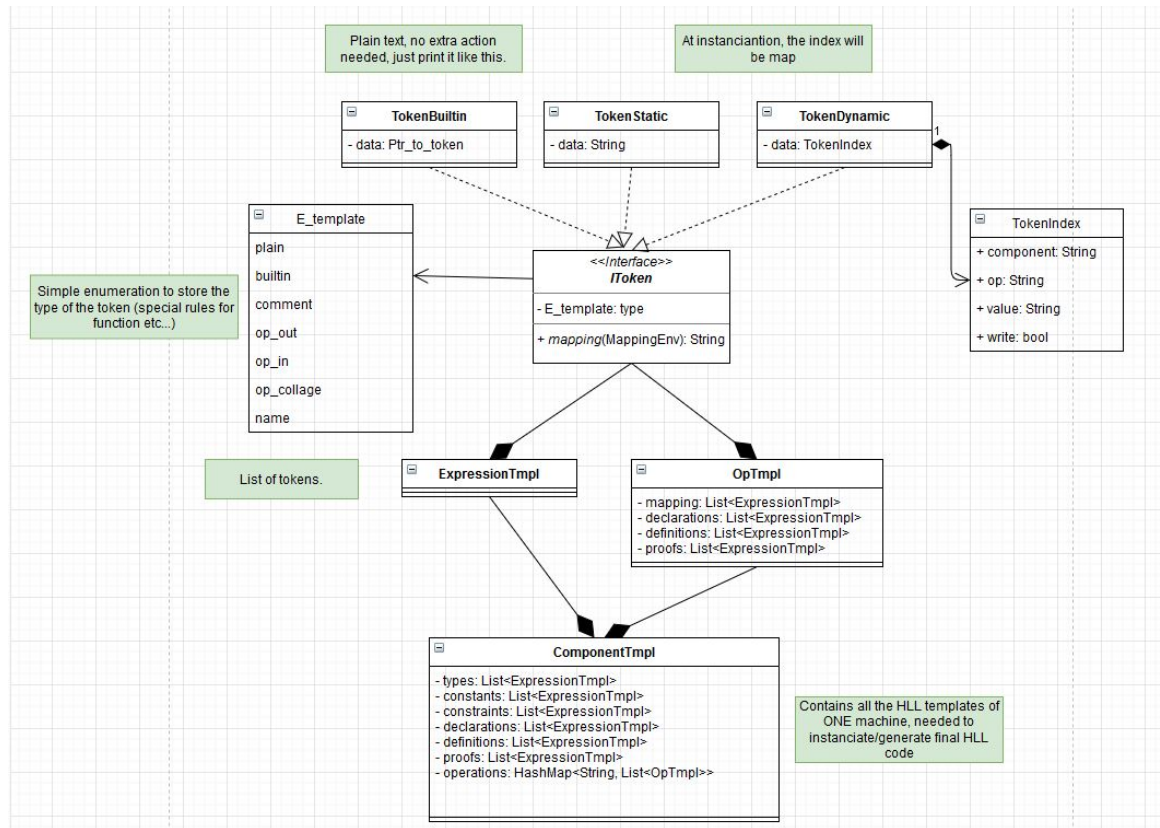 Plain text, no extra action
needed, just print it like this.
At instanciantion, the index will
be map
TokenBuiltin
- data: Ptr_to_token
TokenStatic
- data: String
TokenDynamic
- data: TokenIndex
1
E_template
plain
builtin
comment
op_out
op_in
op_collage
name
Simple enumeration to store the
type of the token (special rules for
function etc...)
<<Interface>>
IToken
- E_template: type
+ mapping(MappingEnv): String
TokenIndex
+ component: String
+ op: String
+ value: String
+ write: bool
List of tokens.
ExpressionTmpl
OpTmpl
- mapping: List<ExpressionTmpl>
- declarations: List<ExpressionTmpl>
- definitions: List<ExpressionTmpl>
- proofs: List<ExpressionTmpl>
ComponentTmpl
- types: List<ExpressionTmpl>
- constants: List<ExpressionTmpl>
- constraints: List<ExpressionTmpl>
- declarations: List<ExpressionTmpl>
- definitions: List<ExpressionTmpl>
- proofs: List<ExpressionTmpl>
- operations: HashMap<String, List<OpTmpl>>
Contains all the HLL templates of
ONE machine, needed to
instanciate/generate final HLL
code